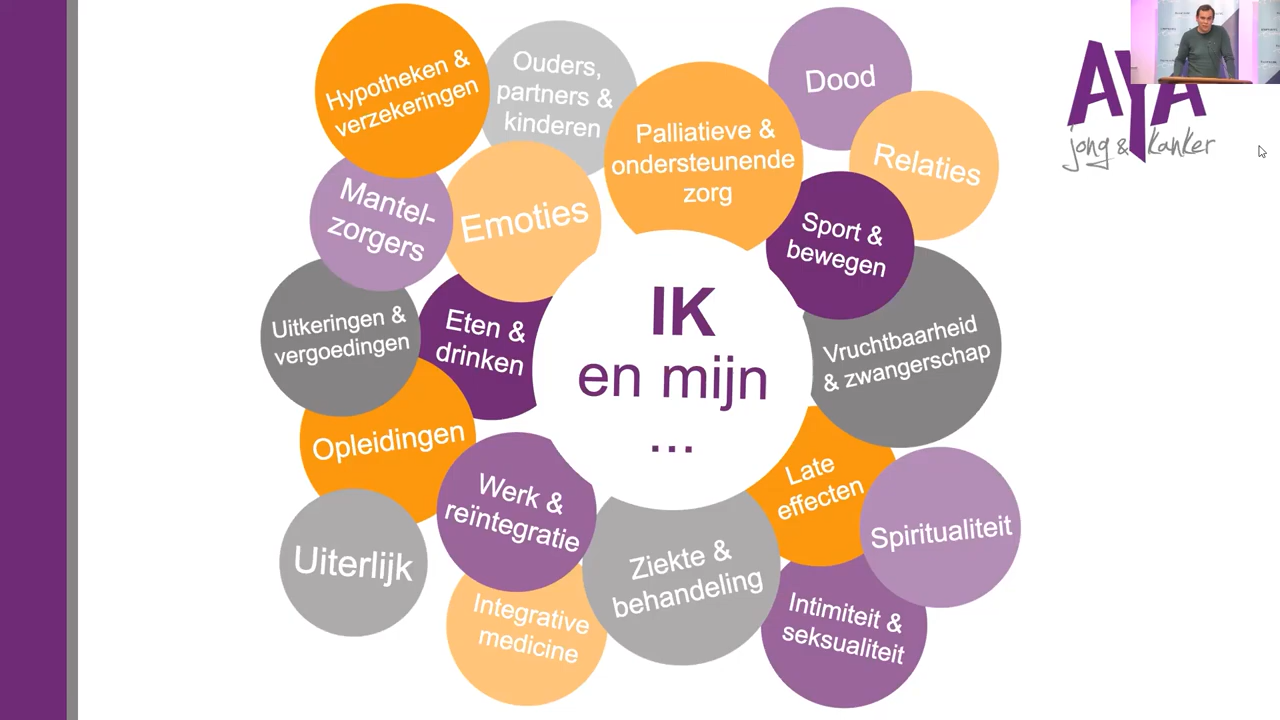 Hypotheken &
verzekeringen
Ouders,
partners &
kinderen
Palliatieve &
ondersteunende
zorg
Dood
Relaties
Mantel-
zorgers
Emoties
Sport &
bewegen
Uitkeringen &
vergoedingen
Eten &
drinken
IK
en mijn
...
Vruchtbaarheid
& zwangerschap
Opleidingen
Werk &
reïntegratie
Late
effecten
Spiritualiteit
Uiterlijk
Ziekte &
behandeling
Integrative
medicine
Intimiteit &
seksualiteit
AYA
jong & kanker